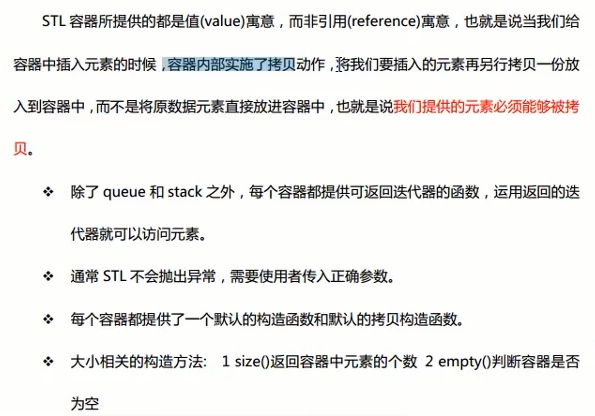 STL 容器所提供的都是值(value)寓意，而非引用(reference)寓意，也就是说当我们给
容器中插入元素的时候，容器内部实施了拷贝动作，将我们要插入的元素再另行拷贝一份放
入到容器中，而不是将原数据元素直接放进容器中，也就是说我们提供的元素必须能够被拷
贝。
❖ 除了 queue 和 stack 之外，每个容器都提供可返回迭代器的函数，运用返回的迭
代器就可以访问元素。
❖ 通常 STL 不会抛出异常，需要使用者传入正确参数。
❖ 每个容器都提供了一个默认的构造函数和默认的拷贝构造函数。
❖ 大小相关的构造方法: 1 size()返回容器中元素的个数 2 empty()判断容器是否
为空